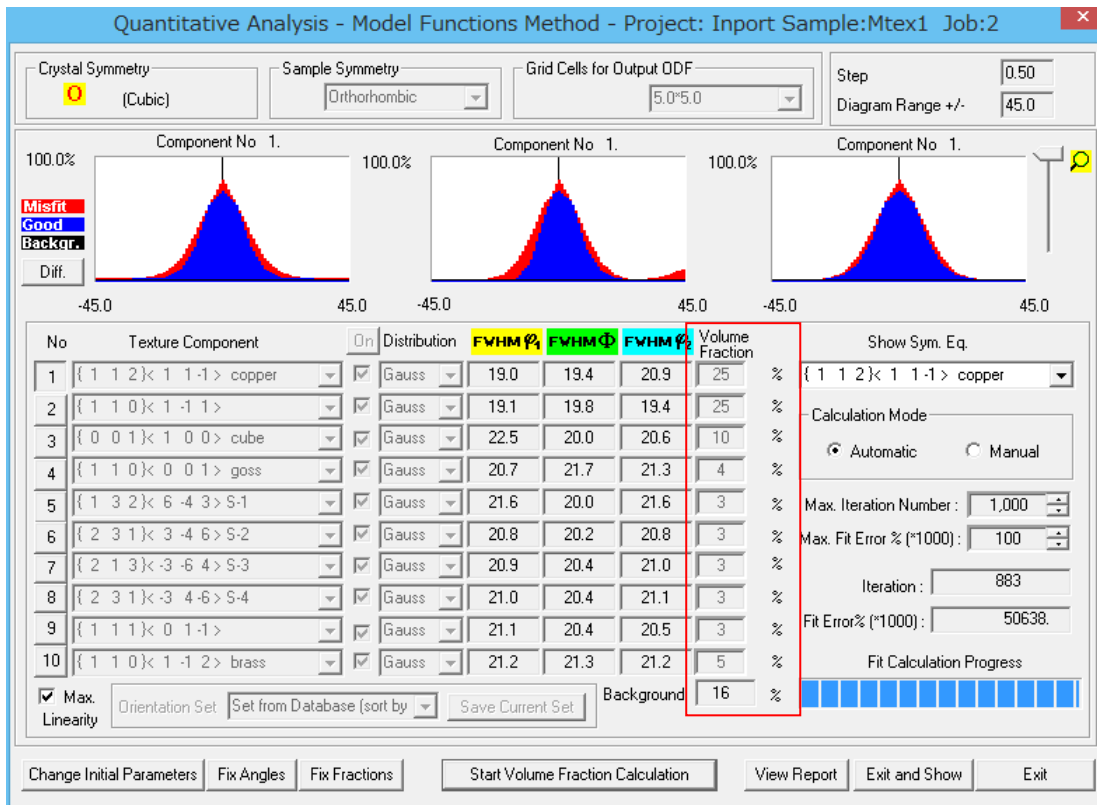 Quantitative Analysis - Model Functions Method - Project: Inport Sample:Mtex1 Job:2
Crystal Symmetry
O (Cubic)
Sample Symmetry
Orthorhombic
Grid Cells for Output ODF
5.0*5.0
Step 0.50
Diagram Range +/- 45.0
Component No 1. Component No 1. Component No 1.
100.0% 100.0% 100.0%
Misfit
Good
Backgr.
Diff.
-45.0 45.0 -45.0 45.0 -45.0 45.0
No Texture Component On Distribution FWHM φ1 FWHM Φ FWHM φ2 Volume Fraction
1 { 1 1 2}< 1 1 -1 > copper Gauss 19.0 19.4 20.9 25 %
2 { 1 1 0}< 1 -1 1 > Gauss 19.1 19.8 19.4 25 %
3 { 0 0 1}< 1 0 0 > cube Gauss 22.5 20.0 20.6 10 %
4 { 1 1 0}< 0 0 1 > goss Gauss 20.7 21.7 21.3 4 %
5 { 1 3 2}< 6 -4 3 > S-1 Gauss 21.6 20.0 21.6 3 %
6 { 2 3 1}< 3 -4 6 > S-2 Gauss 20.8 20.2 20.8 3 %
7 { 2 1 3}< -3 -6 4 > S-3 Gauss 20.9 20.4 21.0 3 %
8 { 2 3 1}< -3 4 -6 > S-4 Gauss 21.0 20.4 21.1 3 %
9 { 1 1 1}< 0 1 -1 > Gauss 21.1 20.4 20.5 3 %
10 { 1 1 0}< 1 -1 2 > brass Gauss 21.2 21.3 21.2 5 %
Background 16 %
Max. Linearity
Orientation Set Set from Database (sort by Save Current Set
Show Sym. Eq.
{ 1 1 2}< 1 1 -1 > copper
Calculation Mode
Automatic Manual
Max. Iteration Number : 1,000
Max. Fit Error % (*1000) : 100
Iteration : 883
Fit Error% (*1000) : 50638.
Fit Calculation Progress
Change Initial Parameters Fix Angles Fix Fractions Start Volume Fraction Calculation View Report Exit and Show Exit